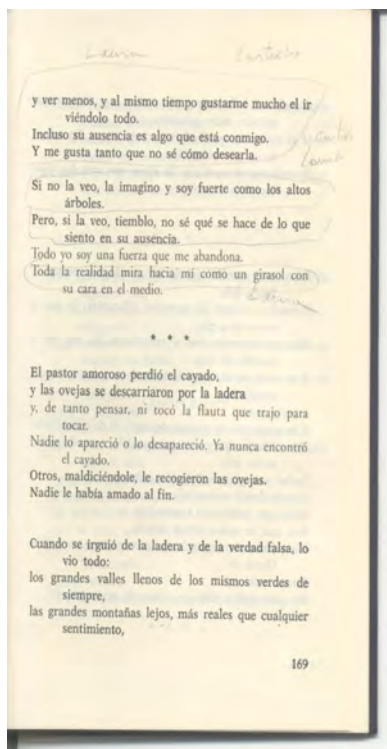 y ver menos, y al mismo tiempo gustarme mucho el ir
viéndolo todo.
Incluso su ausencia es algo que está conmigo.
Y me gusta tanto que no sé cómo desearla.
Si no la veo, la imagino y soy fuerte como los altos
árboles.
Pero, si la veo, tiemblo, no sé qué se hace de lo que
siento en su ausencia.
Todo yo soy una fuerza que me abandona.
Toda la realidad mira hacia mí como un girasol con
su cara en el medio.
* * *
El pastor amoroso perdió el cayado,
y las ovejas se descarriaron por la ladera
y, de tanto pensar, ni tocó la flauta que trajo para
tocar.
Nadie lo apareció o lo desapareció. Ya nunca encontró
el cayado.
Otros, maldiciéndole, le recogieron las ovejas.
Nadie le había amado al fin.
Cuando se irguió de la ladera y de la verdad falsa, lo
vio todo:
los grandes valles llenos de los mismos verdes de
siempre,
las grandes montañas lejos, más reales que cualquier
sentimiento,
169